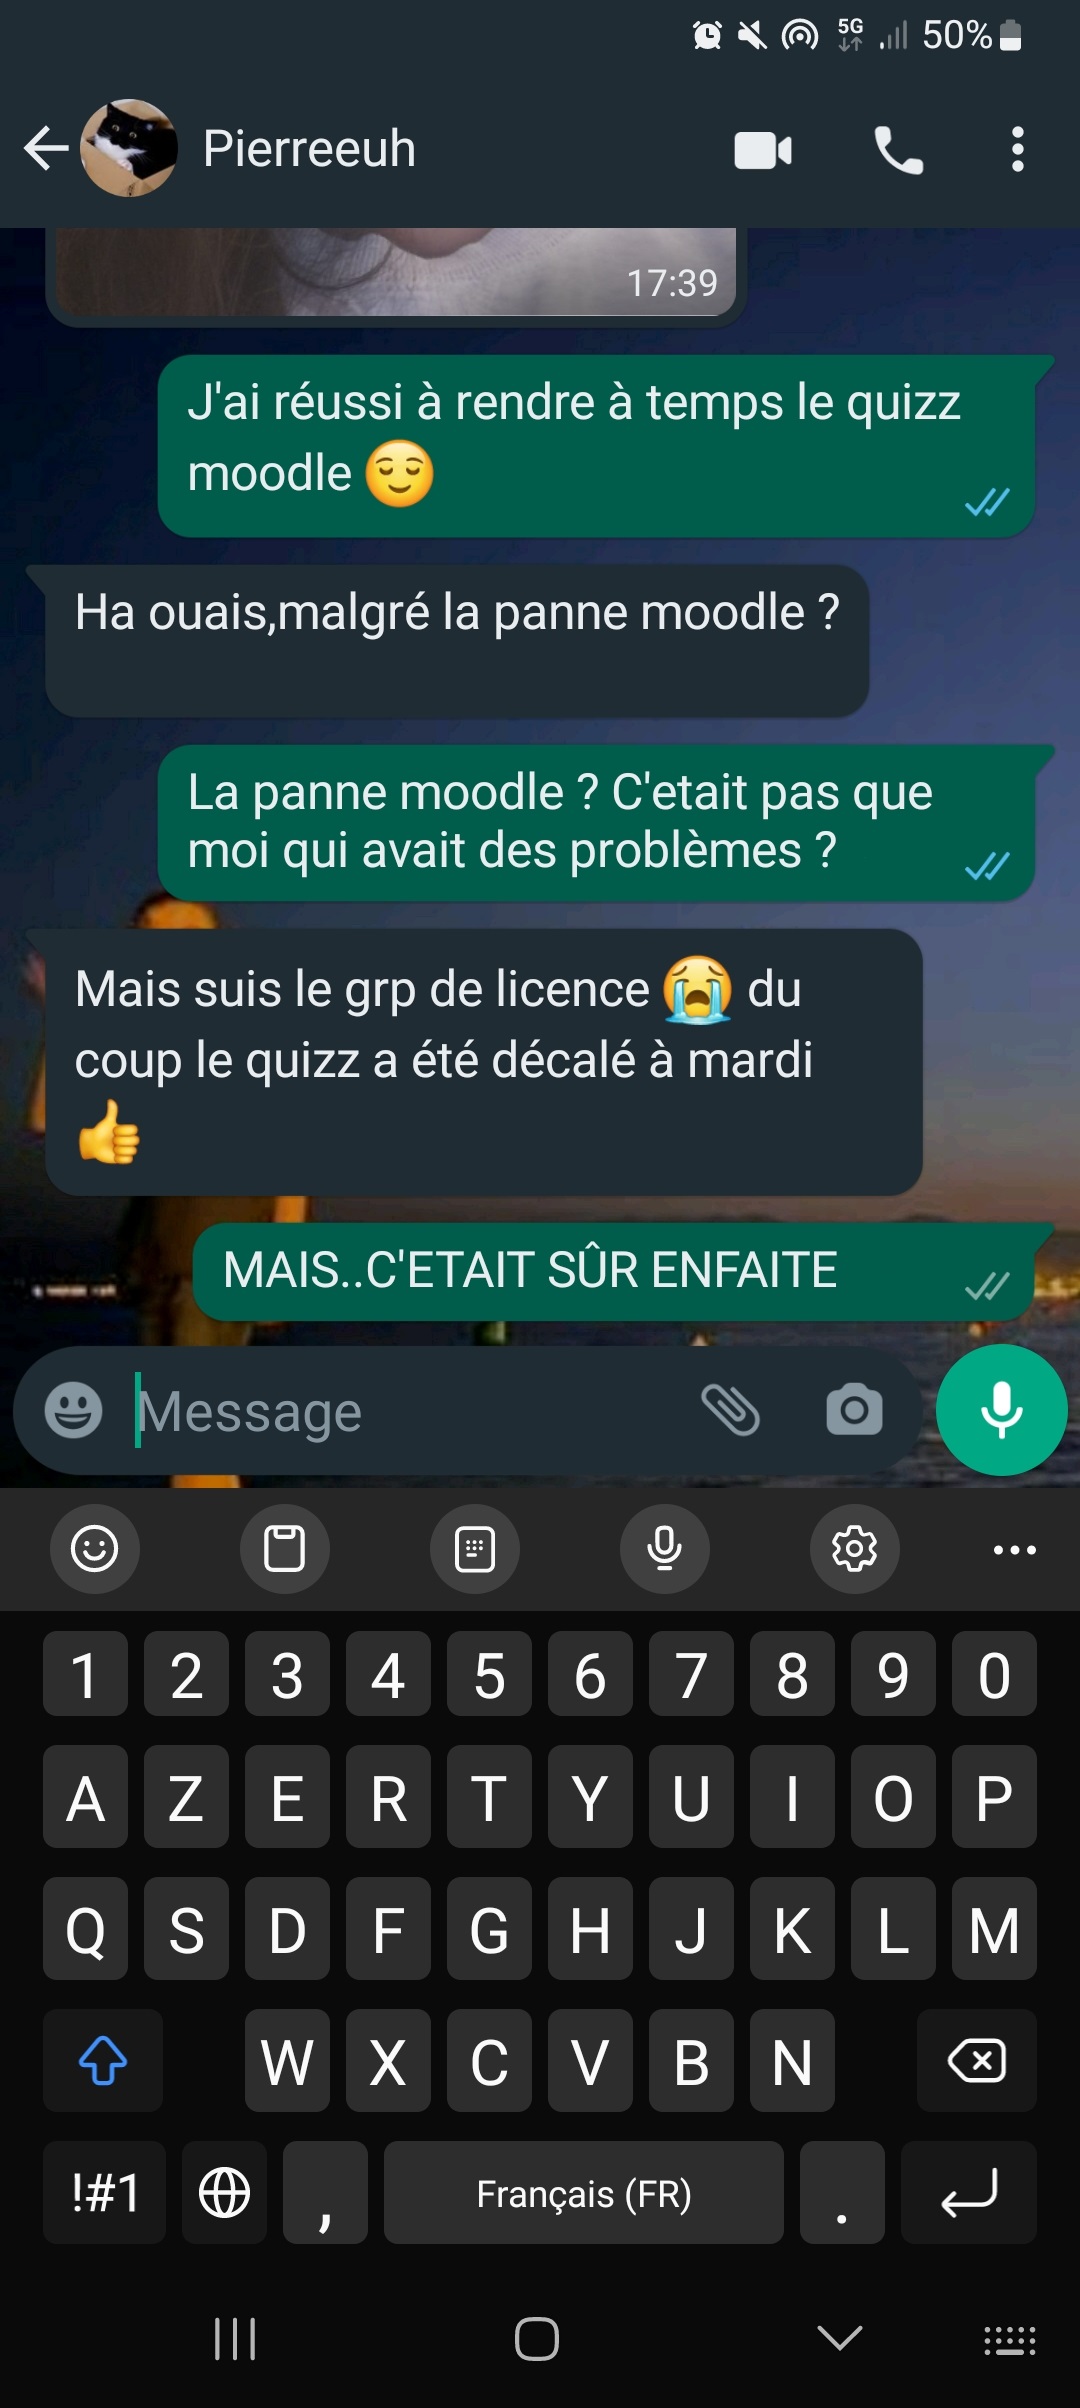 5G 50%
Pierreeuh
17:39
J'ai réussi à rendre à temps le quizz
moodle 😌
Ha ouais,malgré la panne moodle ?
La panne moodle ? C'etait pas que
moi qui avait des problèmes ?
Mais suis le grp de licence 😭 du
coup le quizz a été décalé à mardi
👍
MAIS..C'ETAIT SÛR ENFAITE
Message
1 2 3 4 5 6 7 8 9 0
A Z E R T Y U I O P
Q S D F G H J K L M
W X C V B N
!#1 , Français (FR) .